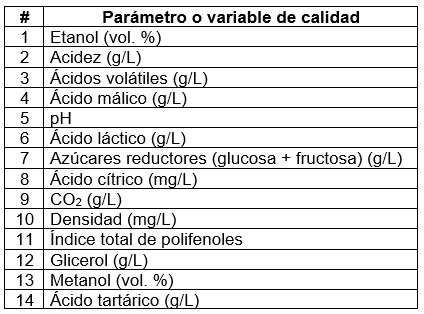 # Parámetro o variable de calidad
1 Etanol (vol. %)
2 Acidez (g/L)
3 Ácidos volátiles (g/L)
4 Ácido málico (g/L)
5 pH
6 Ácido láctico (g/L)
7 Azúcares reductores (glucosa + fructosa) (g/L)
8 Ácido cítrico (mg/L)
9 CO₂ (g/L)
10 Densidad (mg/L)
11 Índice total de polifenoles
12 Glicerol (g/L)
13 Metanol (vol. %)
14 Ácido tartárico (g/L)